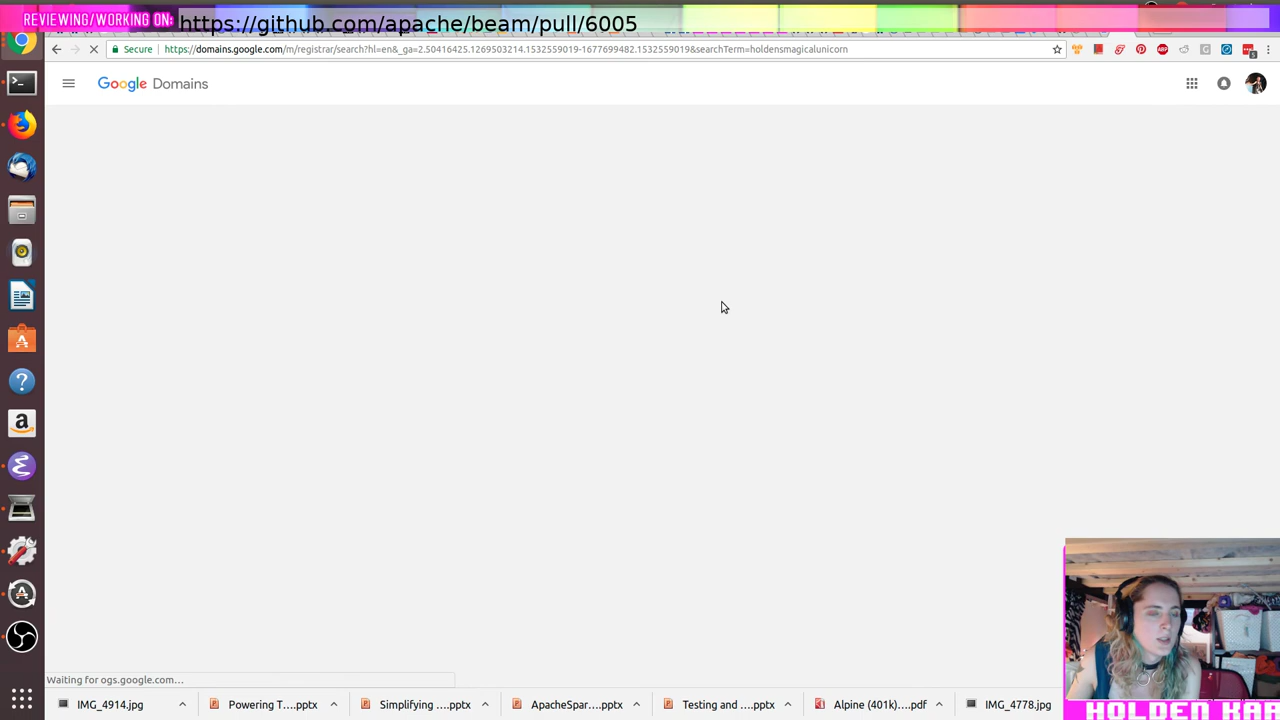 REVIEWING/WORKING ON: https://github.com/apache/beam/pull/6005
Secure https://domains.google.com/m/registrar/search?hl=en&_ga=2.50416425.1269503214.1532559019-1677699482.1532559019&searchTerm=holdensmagicalunicorn
Google Domains
Waiting for ogs.google.com…
IMG_4914.jpg Powering T….pptx Simplifying ….pptx ApacheSpar….pptx Testing and ….pptx Alpine (401k)….pdf IMG_4778.jpg
HOLDEN KAR